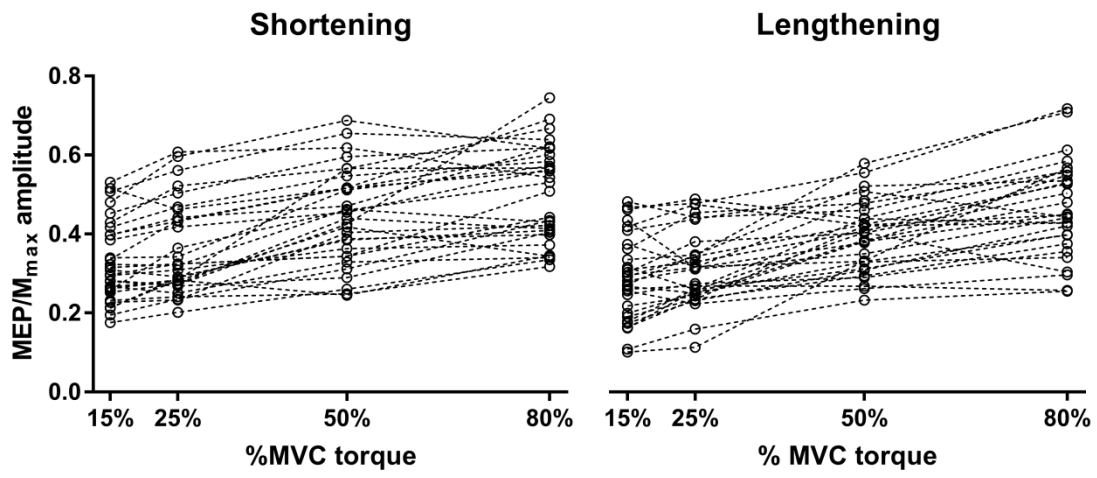 Shortening
Lengthening
MEP/Mmax amplitude
0.8
0.6
0.4
0.2
0.0
15% 25% 50% 80%
15% 25% 50% 80%
%MVC torque
% MVC torque